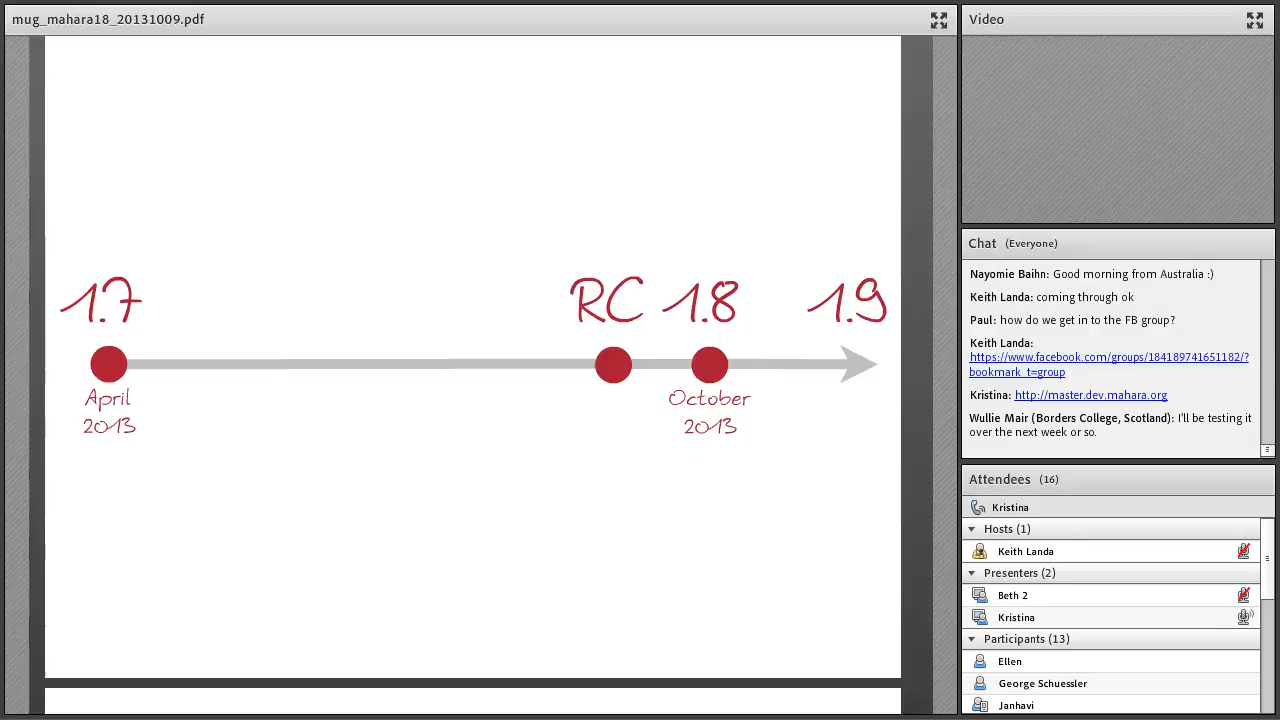 mug_mahara18_20131009.pdf
1.7
RC
1.8
1.9
April
2013
October
2013
Video
Chat (Everyone)
Nayomie Baihn: Good morning from Australia :)
Keith Landa: coming through ok
Paul: how do we get in to the FB group?
Keith Landa:
https://www.facebook.com/groups/184189741651182/?
bookmark_t=group
Kristina: http://master.dev.mahara.org
Wullie Mair (Borders College, Scotland): I'll be testing it
over the next week or so.
Attendees (16)
Kristina
Hosts (1)
Keith Landa
Presenters (2)
Beth 2
Kristina
Participants (13)
Ellen
George Schuessler
Janhavi